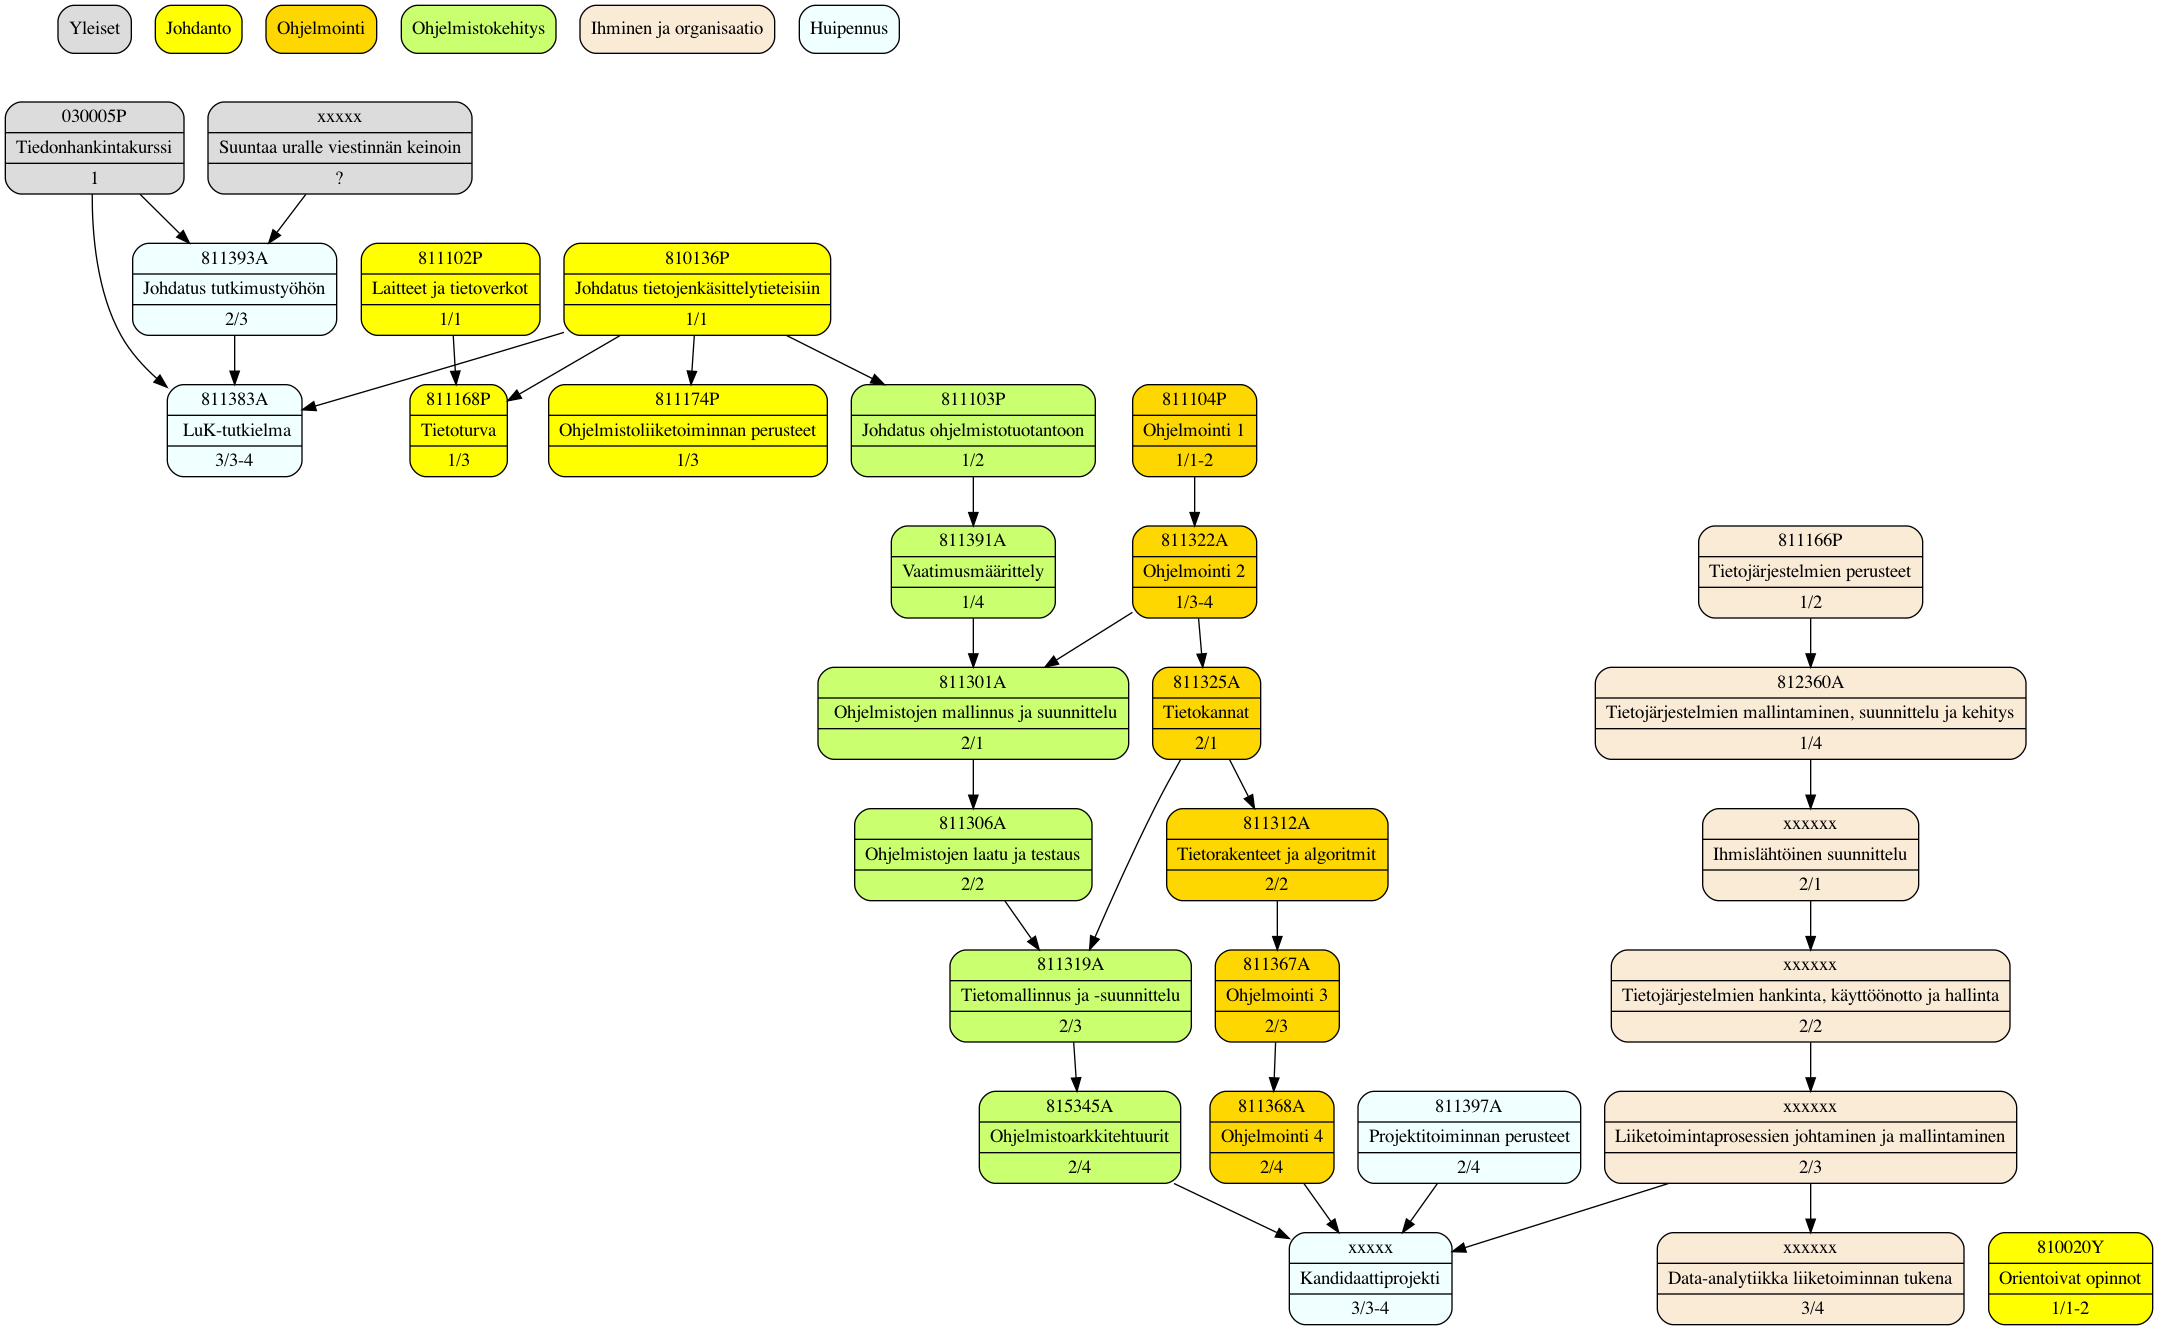 Yleiset
Johdanto
Ohjelmointi
Ohjelmistokehitys
Ihminen ja organisaatio
Huipennus
030005P
Tiedonhankintakurssi
1
xxxxx
Suuntaa uralle viestinnän keinoin
?
811393A
Johdatus tutkimustyöhön
2/3
811102P
Laitteet ja tietoverkot
1/1
810136P
Johdatus tietojenkäsittelytieteisiin
1/1
811383A
LuK-tutkielma
3/3-4
811168P
Tietoturva
1/3
811174P
Ohjelmistoliiketoiminnan perusteet
1/3
811103P
Johdatus ohjelmistotuotantoon
1/2
811104P
Ohjelmointi 1
1/1-2
811391A
Vaatimusmäärittely
1/4
811322A
Ohjelmointi 2
1/3-4
811166P
Tietojärjestelmien perusteet
1/2
811301A
Ohjelmistojen mallinnus ja suunnittelu
2/1
811325A
Tietokannat
2/1
812360A
Tietojärjestelmien mallintaminen, suunnittelu ja kehitys
1/4
811306A
Ohjelmistojen laatu ja testaus
2/2
811312A
Tietorakenteet ja algoritmit
2/2
xxxxxx
Ihmislähtöinen suunnittelu
2/1
811319A
Tietomallinnus ja -suunnittelu
2/3
811367A
Ohjelmointi 3
2/3
xxxxxx
Tietojärjestelmien hankinta, käyttöönotto ja hallinta
2/2
815345A
Ohjelmistoarkkitehtuurit
2/4
811368A
Ohjelmointi 4
2/4
811397A
Projektitoiminnan perusteet
2/4
xxxxxx
Liiketoimintaprosessien johtaminen ja mallintaminen
2/3
xxxxx
Kandidaattiprojekti
3/3-4
xxxxxx
Data-analytiikka liiketoiminnan tukena
3/4
810020Y
Orientoivat opinnot
1/1-2